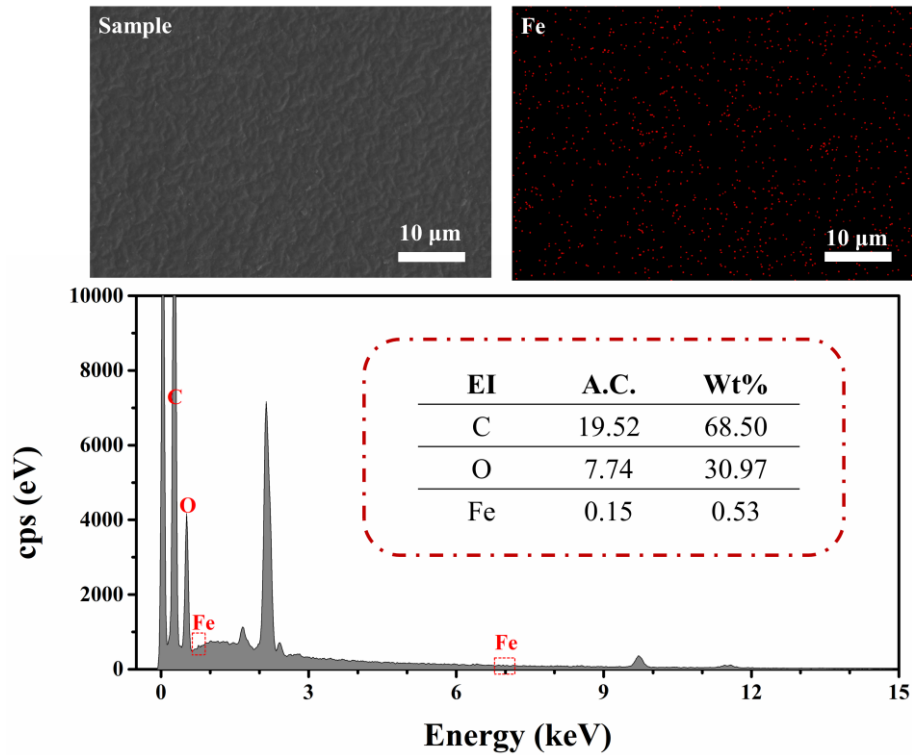 Sample
Fe
10 μm
10 μm
10000
8000
6000
4000
2000
0
cps (eV)
C
O
Fe
Fe
EI A.C. Wt%
C 19.52 68.50
O 7.74 30.97
Fe 0.15 0.53
0 3 6 9 12 15
Energy (keV)